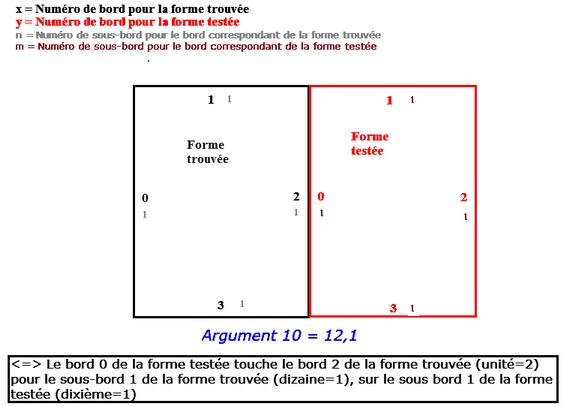 x = Numéro de bord pour la forme trouvée
y = Numéro de bord pour la forme testée
n = Numéro de sous-bord pour le bord correspondant de la forme trouvée
m = Numéro de sous-bord pour le bord correspondant de la forme testée
1 1 1 1
Forme
trouvée
Forme
testée
0 2 0 2
1 1 1 1
3 1 3 1
Argument 10 = 12,1
<=> Le bord 0 de la forme testée touche le bord 2 de la forme trouvée (unité=2)
pour le sous-bord 1 de la forme trouvée (dizaine=1), sur le sous bord 1 de la forme
testée (dixième=1)